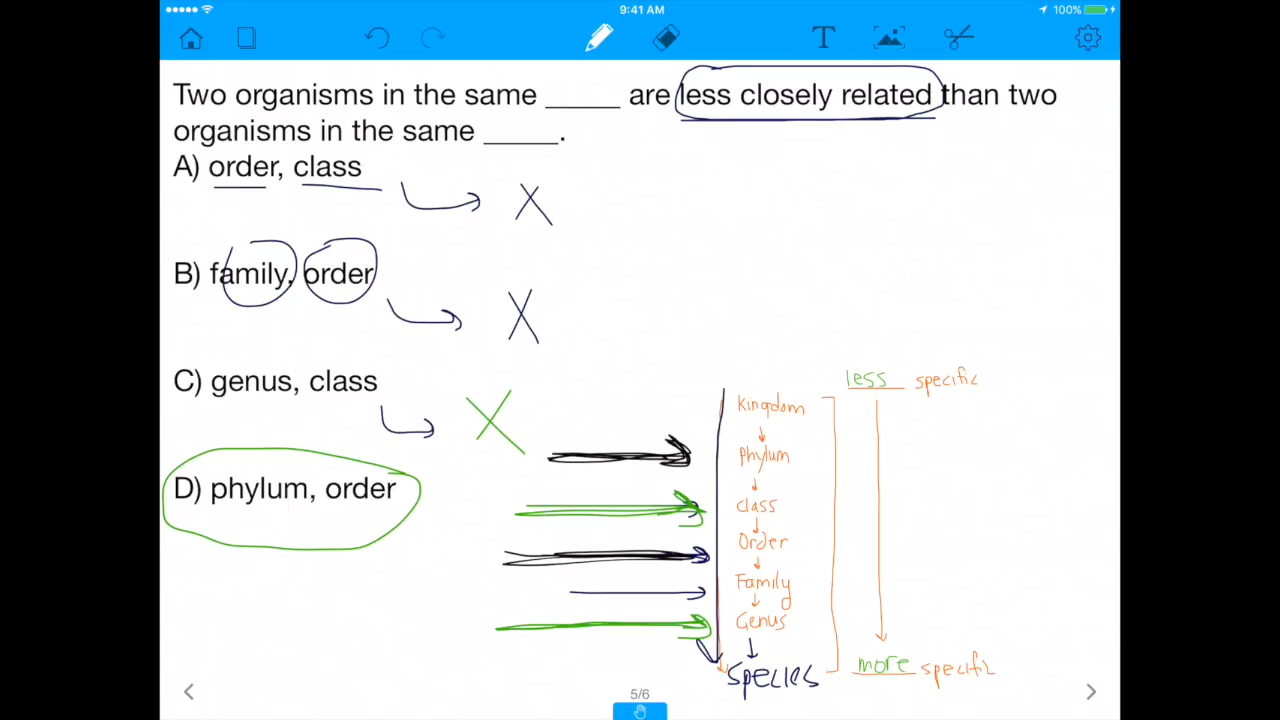 9:41 AM
100%
T
Two organisms in the same _____ are less closely related than two
organisms in the same _____.
A) order, class
X
B) family, order
X
C) genus, class
X
D) phylum, order
less specific
Kingdom
Phylum
Class
Order
Family
Genus
Species
more specific
5/6